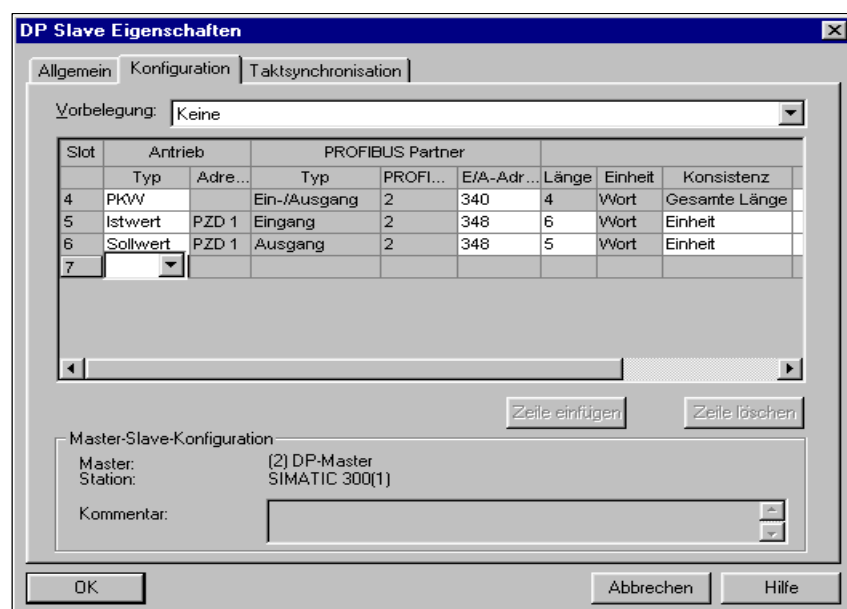 DP Slave Eigenschaften
Allgemein Konfiguration Taktsynchronisation
Vorbelegung: Keine
Slot Antrieb PROFIBUS Partner
Typ Adre... Typ PROFI... E/A-Adr... Länge Einheit Konsistenz
4 PKW Ein-/Ausgang 2 340 4 Wort Gesamte Länge
5 Istwert PZD 1 Eingang 2 348 6 Wort Einheit
6 Sollwert PZD 1 Ausgang 2 348 5 Wort Einheit
7
Zeile einfügen Zeile löschen
Master-Slave-Konfiguration
Master: (2) DP-Master
Station: SIMATIC 300(1)
Kommentar:
OK Abbrechen Hilfe